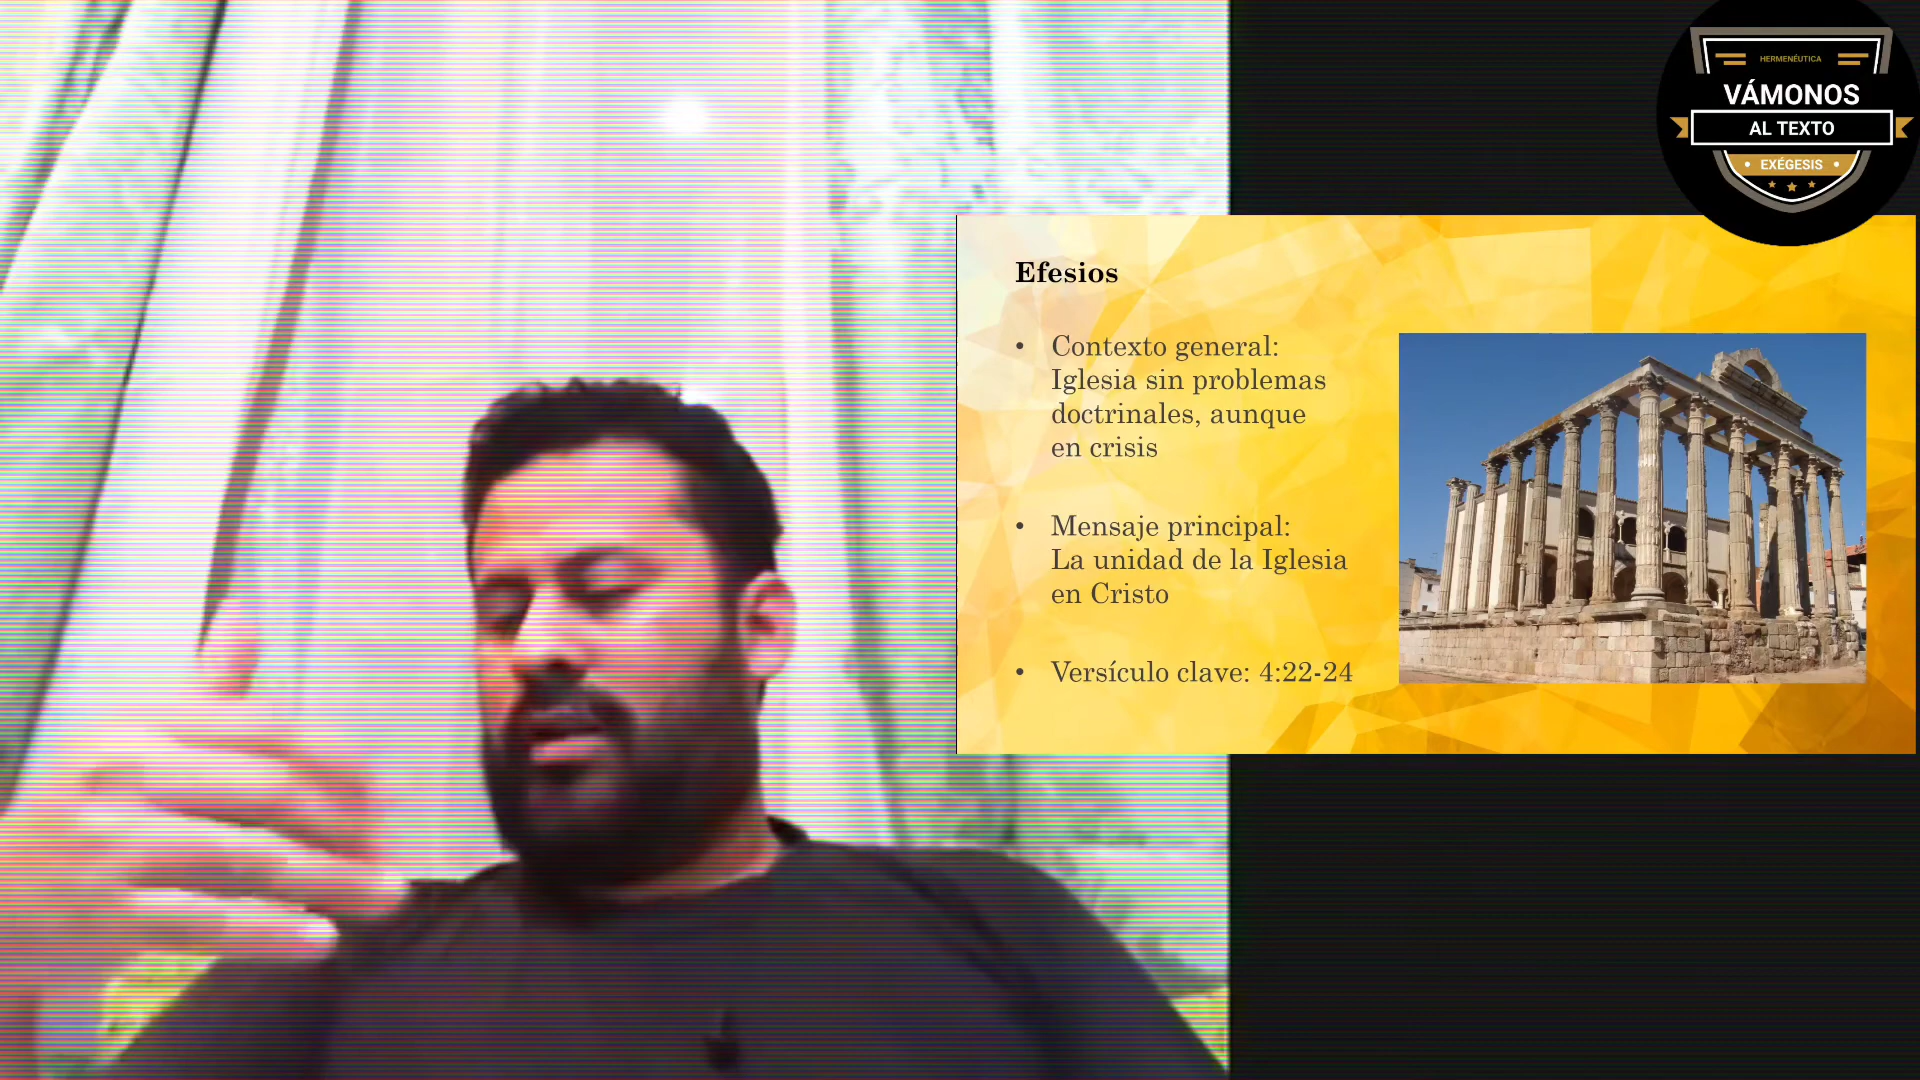 HERMENÉUTICA
VÁMONOS
AL TEXTO
• EXÉGESIS •
Efesios
• Contexto general:
Iglesia sin problemas
doctrinales, aunque
en crisis
• Mensaje principal:
La unidad de la Iglesia
en Cristo
• Versículo clave: 4:22-24